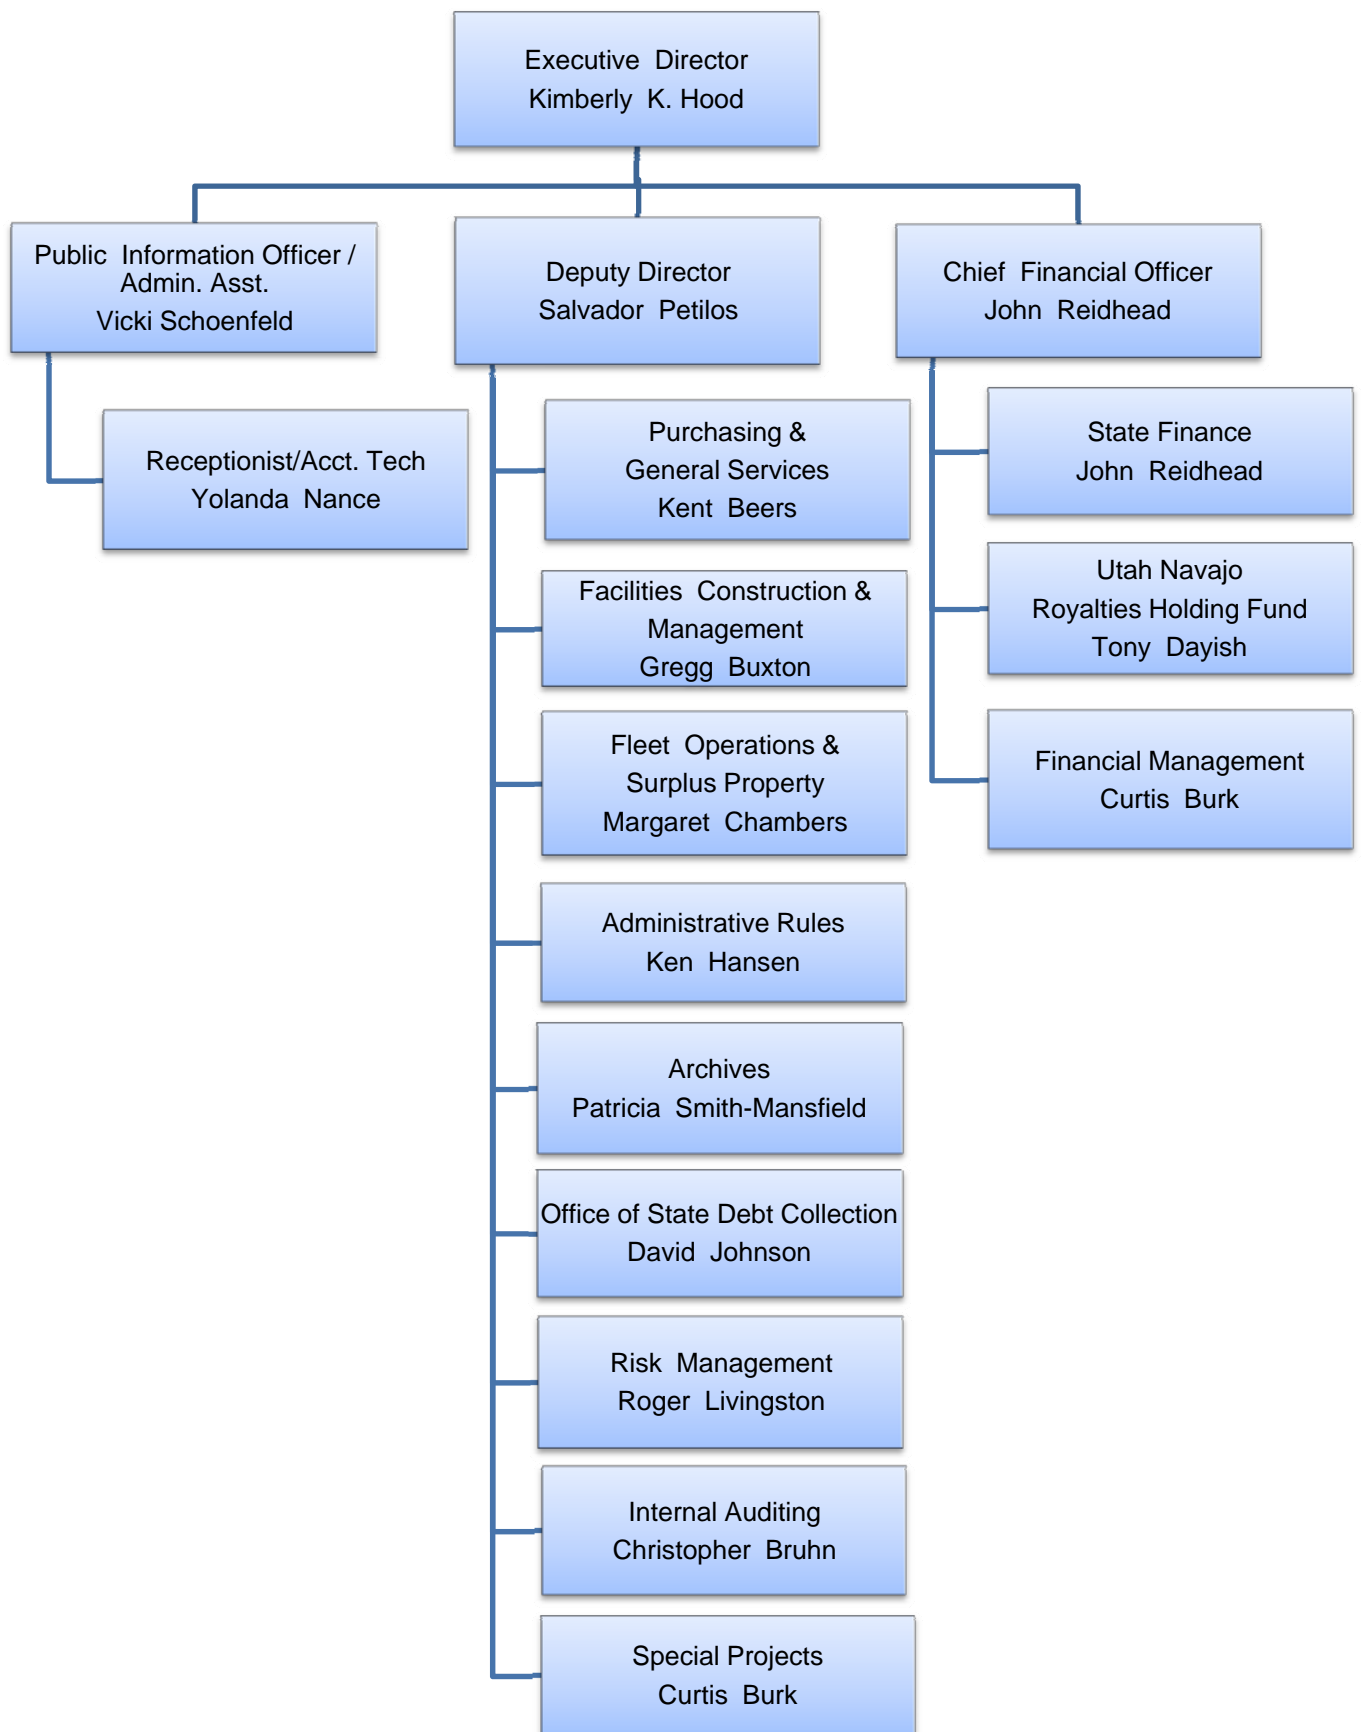 Executive Director
Kimberly K. Hood
Public Information Officer /
Admin. Asst.
Vicki Schoenfeld
Receptionist/Acct. Tech
Yolanda Nance
Deputy Director
Salvador Petilos
Purchasing &
General Services
Kent Beers
Facilities Construction &
Management
Gregg Buxton
Fleet Operations &
Surplus Property
Margaret Chambers
Administrative Rules
Ken Hansen
Archives
Patricia Smith-Mansfield
Office of State Debt Collection
David Johnson
Risk Management
Roger Livingston
Internal Auditing
Christopher Bruhn
Special Projects
Curtis Burk
Chief Financial Officer
John Reidhead
State Finance
John Reidhead
Utah Navajo
Royalties Holding Fund
Tony Dayish
Financial Management
Curtis Burk